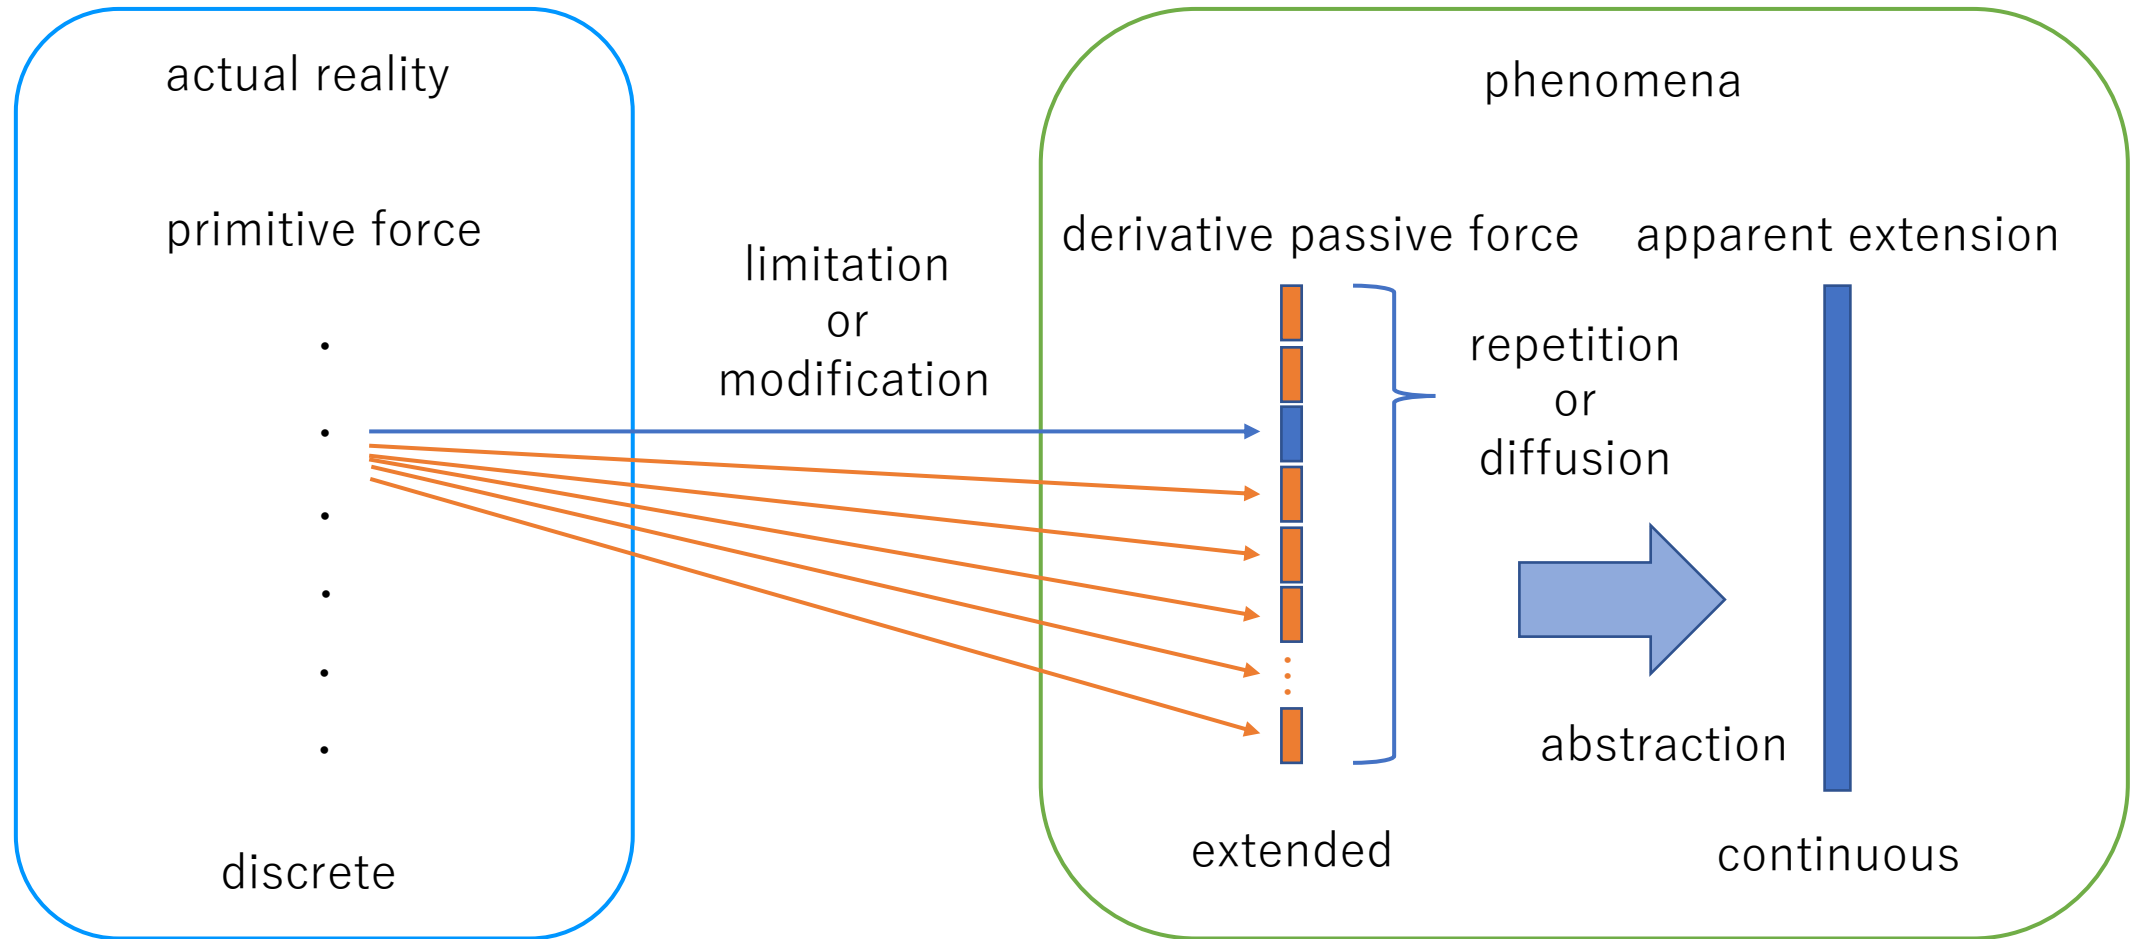 actual reality
primitive force
discrete
limitation
or
modification
phenomena
derivative passive force
apparent extension
repetition
or
diffusion
abstraction
extended
continuous